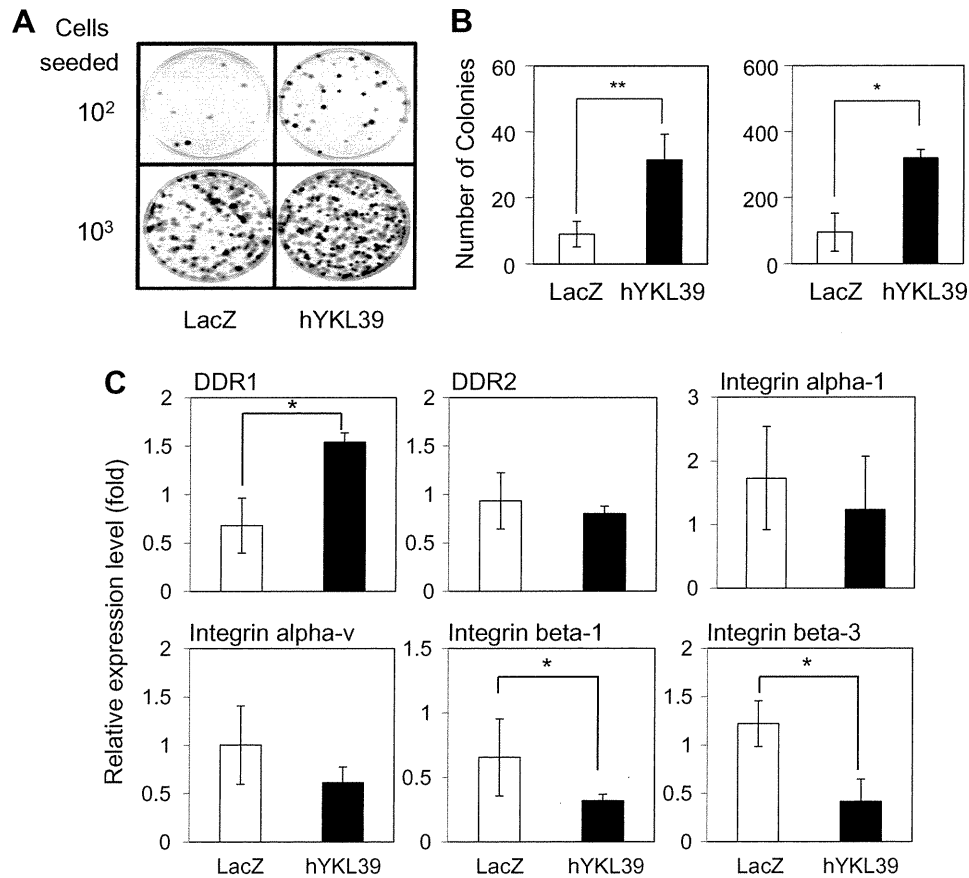 A
Cells
seeded
10²
10³
LacZ hYKL39
B
Number of Colonies
60
40
20
0
**
LacZ hYKL39
600
400
200
0
*
LacZ hYKL39
C
Relative expression level (fold)
DDR1
2
1.5
1
0.5
0
*
DDR2
2
1.5
1
0.5
0
Integrin alpha-1
3
2
1
0
Integrin alpha-v
2
1.5
1
0.5
0
LacZ hYKL39
Integrin beta-1
1.5
1
0.5
0
*
LacZ hYKL39
Integrin beta-3
2
1.5
1
0.5
0
*
LacZ hYKL39